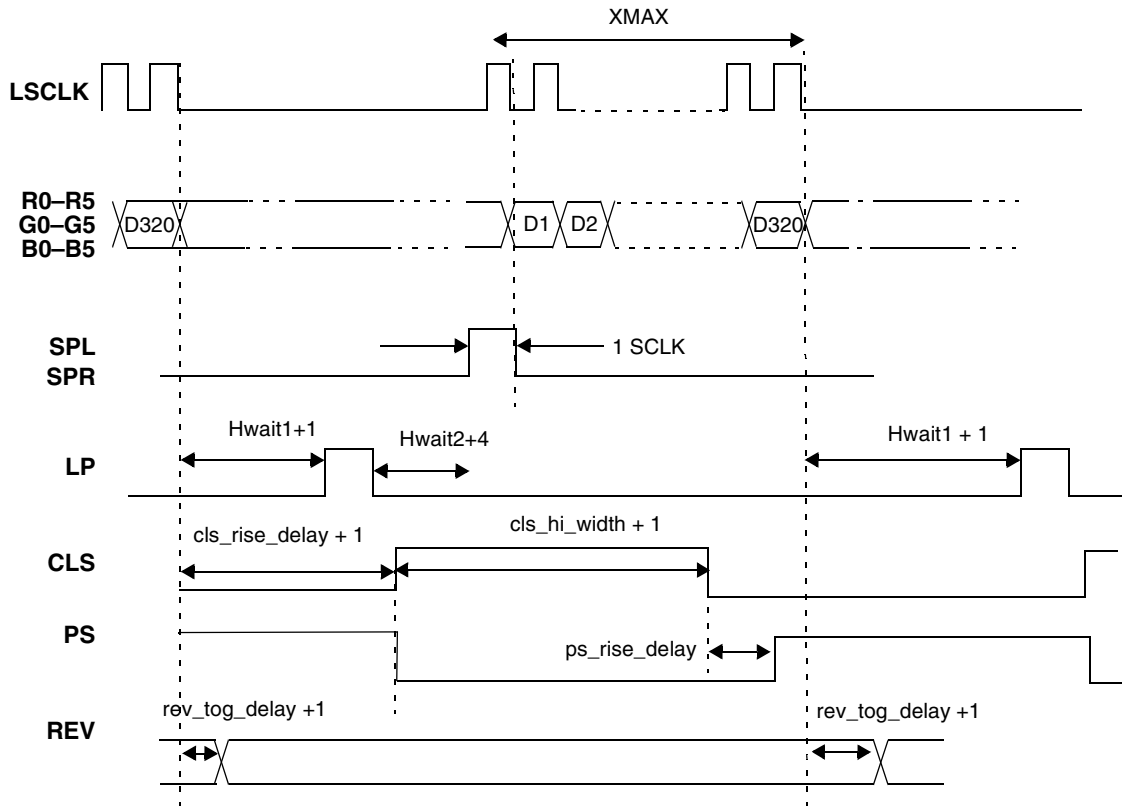 XMAX
LSCLK
R0–R5
G0–G5
B0–B5
D320
D1
D2
D320
SPL
SPR
1 SCLK
LP
Hwait1+1
Hwait2+4
Hwait1 + 1
CLS
cls_rise_delay + 1
cls_hi_width + 1
PS
ps_rise_delay
REV
rev_tog_delay +1
rev_tog_delay +1